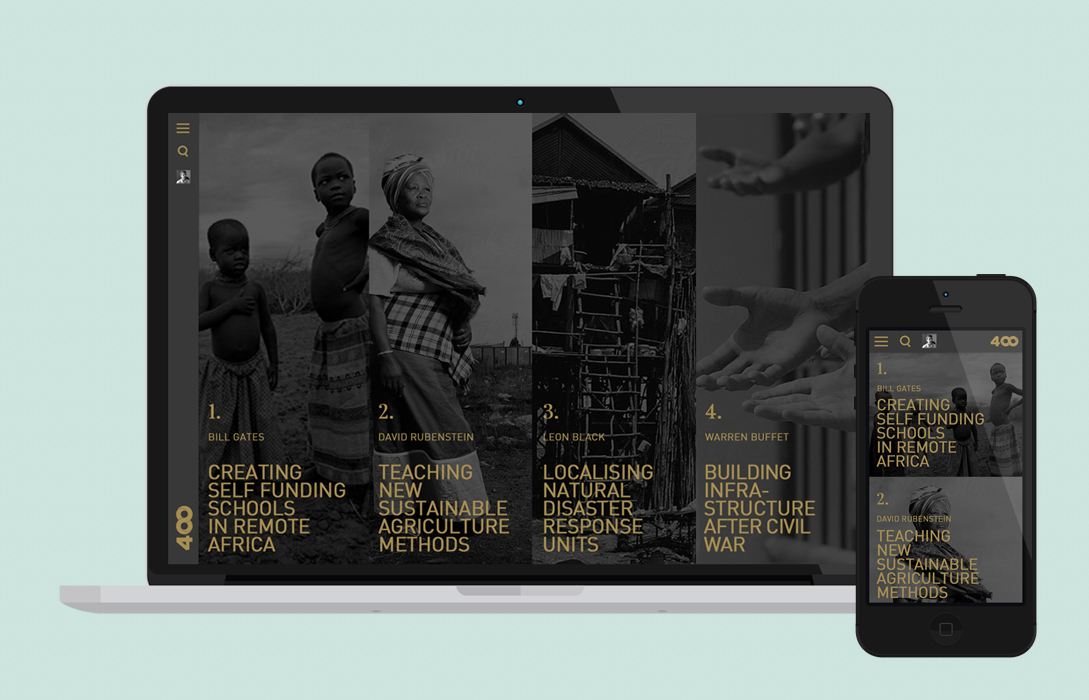 1.
BILL GATES
CREATING
SELF FUNDING
SCHOOLS
IN REMOTE
AFRICA
2.
DAVID RUBENSTEIN
TEACHING
NEW
SUSTAINABLE
AGRICULTURE
METHODS
3.
LEON BLACK
LOCALISING
NATURAL
DISASTER
RESPONSE
UNITS
4.
WARREN BUFFET
BUILDING
INFRA-
STRUCTURE
AFTER CIVIL
WAR
400
400
1.
BILL GATES
CREATING
SELF FUNDING
SCHOOLS
IN REMOTE
AFRICA
2.
DAVID RUBENSTEIN
TEACHING
NEW
SUSTAINABLE
AGRICULTURE
METHODS